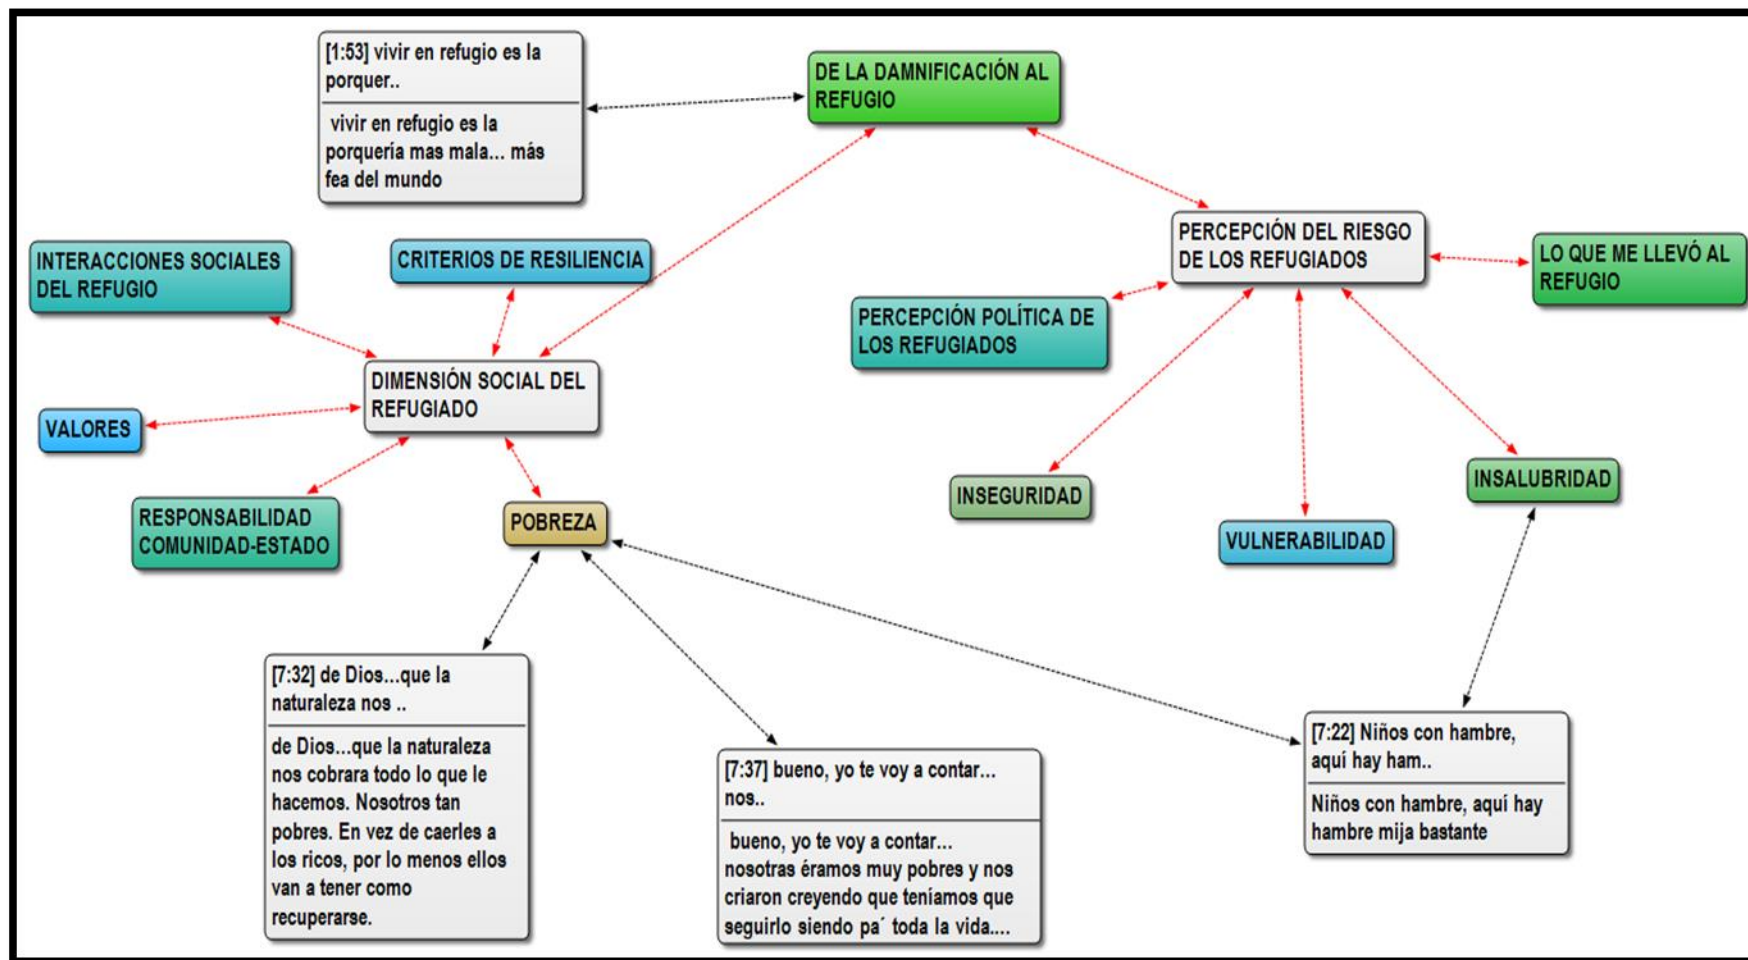 [1:53] vivir en refugio es la
porquer..
vivir en refugio es la
porquería mas mala... más
fea del mundo
DE LA DAMNIFICACIÓN AL
REFUGIO
INTERACCIONES SOCIALES
DEL REFUGIO
CRITERIOS DE RESILIENCIA
PERCEPCIÓN DEL RIESGO
DE LOS REFUGIADOS
LO QUE ME LLEVÓ AL
REFUGIO
PERCEPCIÓN POLÍTICA DE
LOS REFUGIADOS
DIMENSIÓN SOCIAL DEL
REFUGIADO
VALORES
RESPONSABILIDAD
COMUNIDAD-ESTADO
POBREZA
INSEGURIDAD
VULNERABILIDAD
INSALUBRIDAD
[7:32] de Dios...que la
naturaleza nos ..
de Dios...que la naturaleza
nos cobrara todo lo que le
hacemos. Nosotros tan
pobres. En vez de caerles a
los ricos, por lo menos ellos
van a tener como
recuperarse.
[7:37] bueno, yo te voy a contar...
nos..
bueno, yo te voy a contar...
nosotras éramos muy pobres y nos
criaron creyendo que teníamos que
seguirlo siendo pa´ toda la vida....
[7:22] Niños con hambre,
aquí hay ham..
Niños con hambre, aquí hay
hambre mija bastante